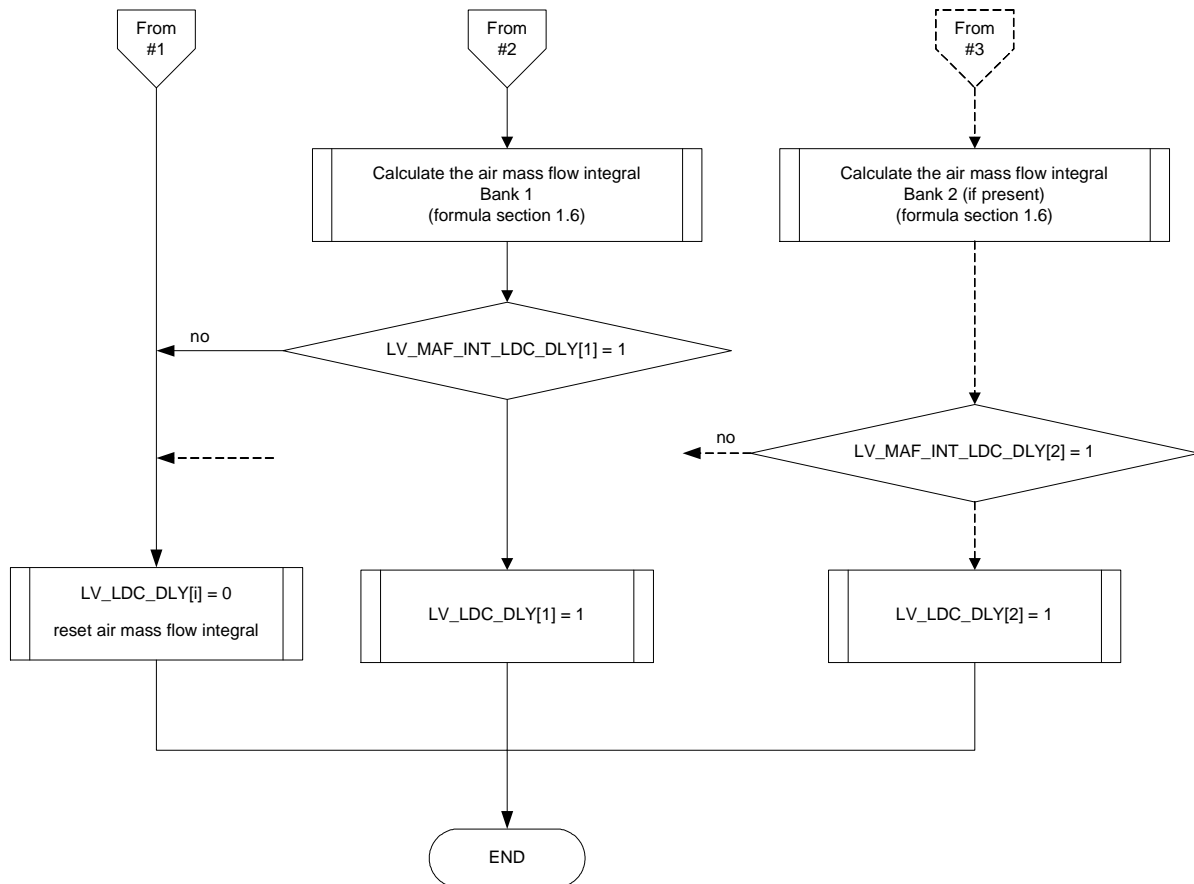 From
#1
From
#2
From
#3
Calculate the air mass flow integral
Bank 1
(formula section 1.6)
Calculate the air mass flow integral
Bank 2 (if present)
(formula section 1.6)
no
LV_MAF_INT_LDC_DLY[1] = 1
no
LV_MAF_INT_LDC_DLY[2] = 1
LV_LDC_DLY[i] = 0
reset air mass flow integral
LV_LDC_DLY[1] = 1
LV_LDC_DLY[2] = 1
END